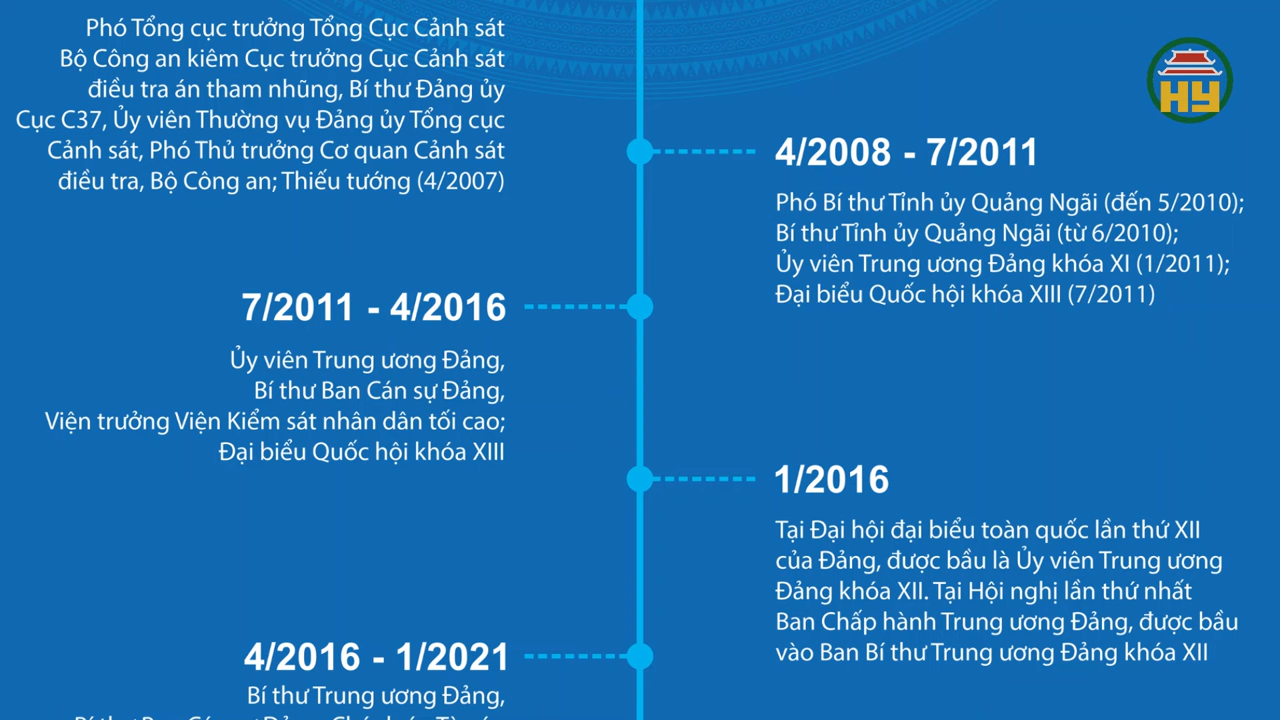 Phó Tổng cục trưởng Tổng Cục Cảnh sát
Bộ Công an kiêm Cục trưởng Cục Cảnh sát
điều tra án tham nhũng, Bí thư Đảng ủy
Cục C37, Ủy viên Thường vụ Đảng ủy Tổng cục
Cảnh sát, Phó Thủ trưởng Cơ quan Cảnh sát
điều tra, Bộ Công an; Thiếu tướng (4/2007)
HY
4/2008 - 7/2011
Phó Bí thư Tỉnh ủy Quảng Ngãi (đến 5/2010);
Bí thư Tỉnh ủy Quảng Ngãi (từ 6/2010);
Ủy viên Trung ương Đảng khóa XI (1/2011);
Đại biểu Quốc hội khóa XIII (7/2011)
7/2011 - 4/2016
Ủy viên Trung ương Đảng,
Bí thư Ban Cán sự Đảng,
Viện trưởng Viện Kiểm sát nhân dân tối cao;
Đại biểu Quốc hội khóa XIII
1/2016
Tại Đại hội đại biểu toàn quốc lần thứ XII
của Đảng, được bầu là Ủy viên Trung ương
Đảng khóa XII. Tại Hội nghị lần thứ nhất
Ban Chấp hành Trung ương Đảng, được bầu
vào Ban Bí thư Trung ương Đảng khóa XII
4/2016 - 1/2021
Bí thư Trung ương Đảng,